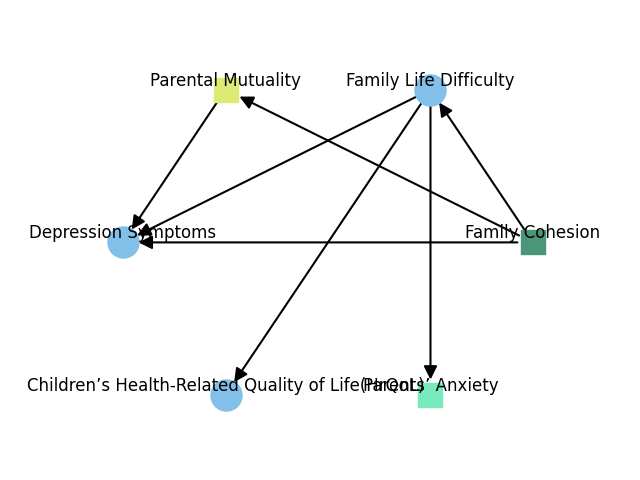 Parental Mutuality
Family Life Difficulty
Depression Symptoms
Family Cohesion
Children’s Health-Related Quality of Life (HrQoL)
Parents’ Anxiety